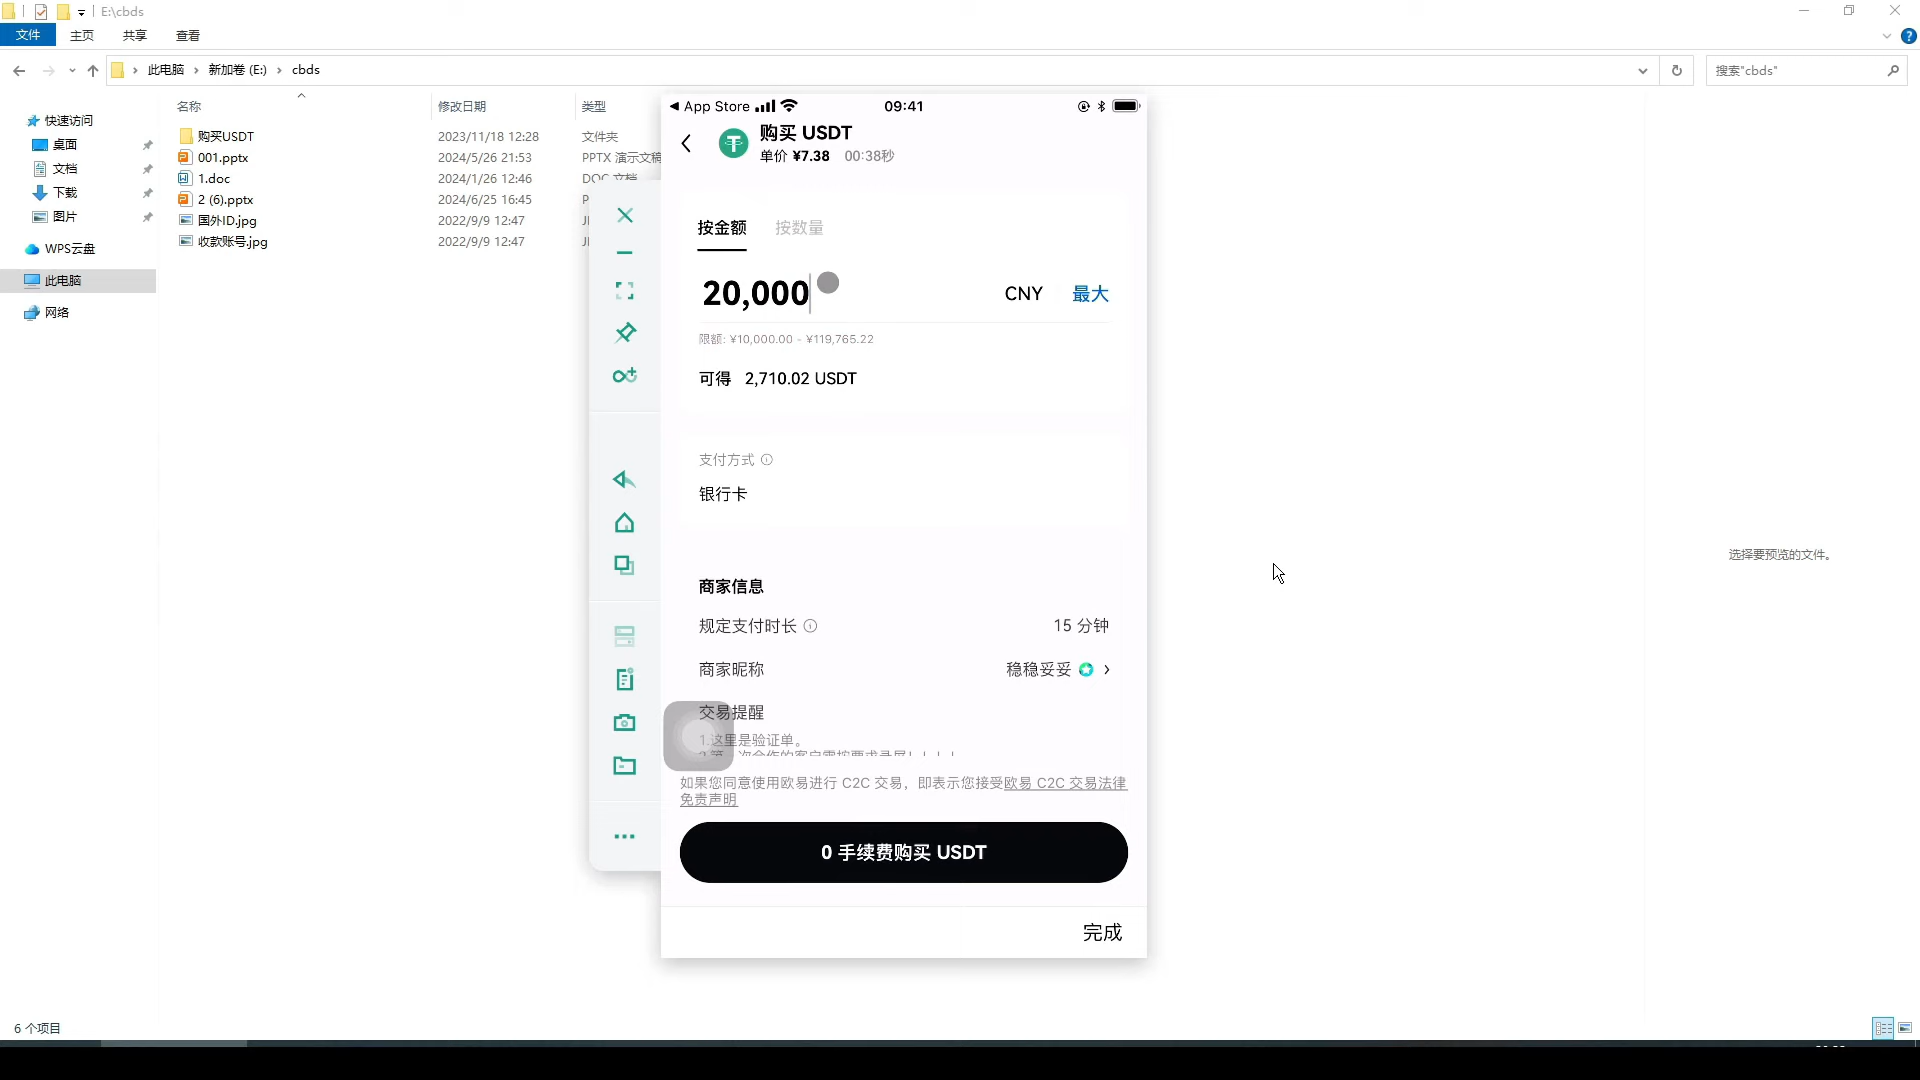 E:\cbds
文件 主页 共享 查看
此电脑 新加卷 (E:) cbds
搜索"cbds"
名称 修改日期 类型
快速访问
桌面
文档
下载
图片
WPS云盘
此电脑
网络
购买USDT 2023/11/18 12:28 文件夹
001.pptx 2024/5/26 21:53 PPTX 演示文稿
1.doc 2024/1/26 12:46 DOC 文档
2 (6).pptx 2024/6/25 16:45 P
国外ID.jpg 2022/9/9 12:47
收款账号.jpg 2022/9/9 12:47
App Store 09:41
购买 USDT
单价 ¥7.38 00:38秒
按金额 按数量
20,000 CNY 最大
限额: ¥10,000.00 - ¥119,765.22
可得 2,710.02 USDT
支付方式
银行卡
商家信息
规定支付时长 15 分钟
商家昵称 稳稳妥妥
交易提醒
1.这里是验证单。
如果您同意使用欧易进行 C2C 交易，即表示您接受欧易 C2C 交易法律
免责声明
0 手续费购买 USDT
完成
选择要预览的文件。
6 个项目